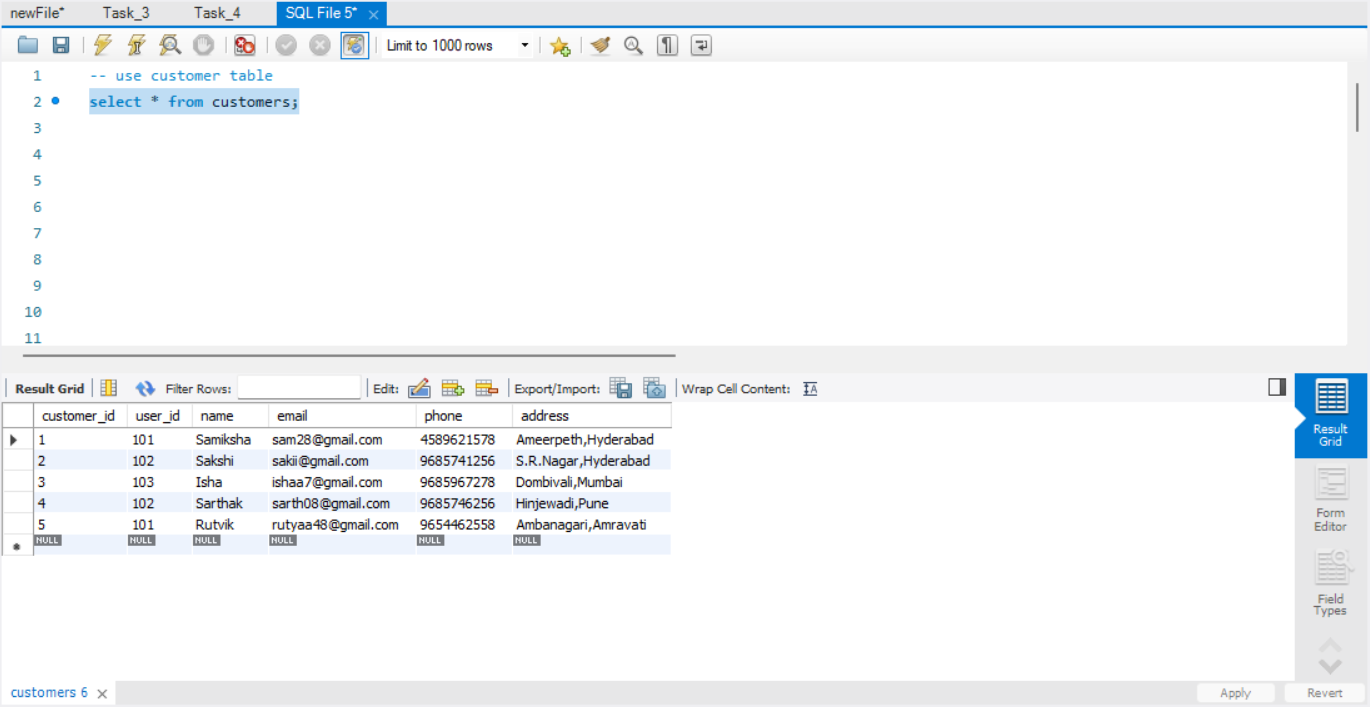 newFile* Task_3 Task_4 SQL File 5*
Limit to 1000 rows
1 -- use customer table
2 select * from customers;
3
4
5
6
7
8
9
10
11
Result Grid Filter Rows: Edit: Export/Import: Wrap Cell Content:
customer_id user_id name email phone address
1 101 Samiksha sam28@gmail.com 4589621578 Ameerpeth,Hyderabad
2 102 Sakshi sakii@gmail.com 9685741256 S.R.Nagar,Hyderabad
3 103 Isha ishaa7@gmail.com 9685967278 Dombivali,Mumbai
4 102 Sarthak sarth08@gmail.com 9685746256 Hinjewadi,Pune
5 101 Rutvik rutyaa48@gmail.com 9654462558 Ambanagari,Amravati
NULL NULL NULL NULL NULL NULL
Result
Grid
Form
Editor
Field
Types
customers 6
Apply Revert